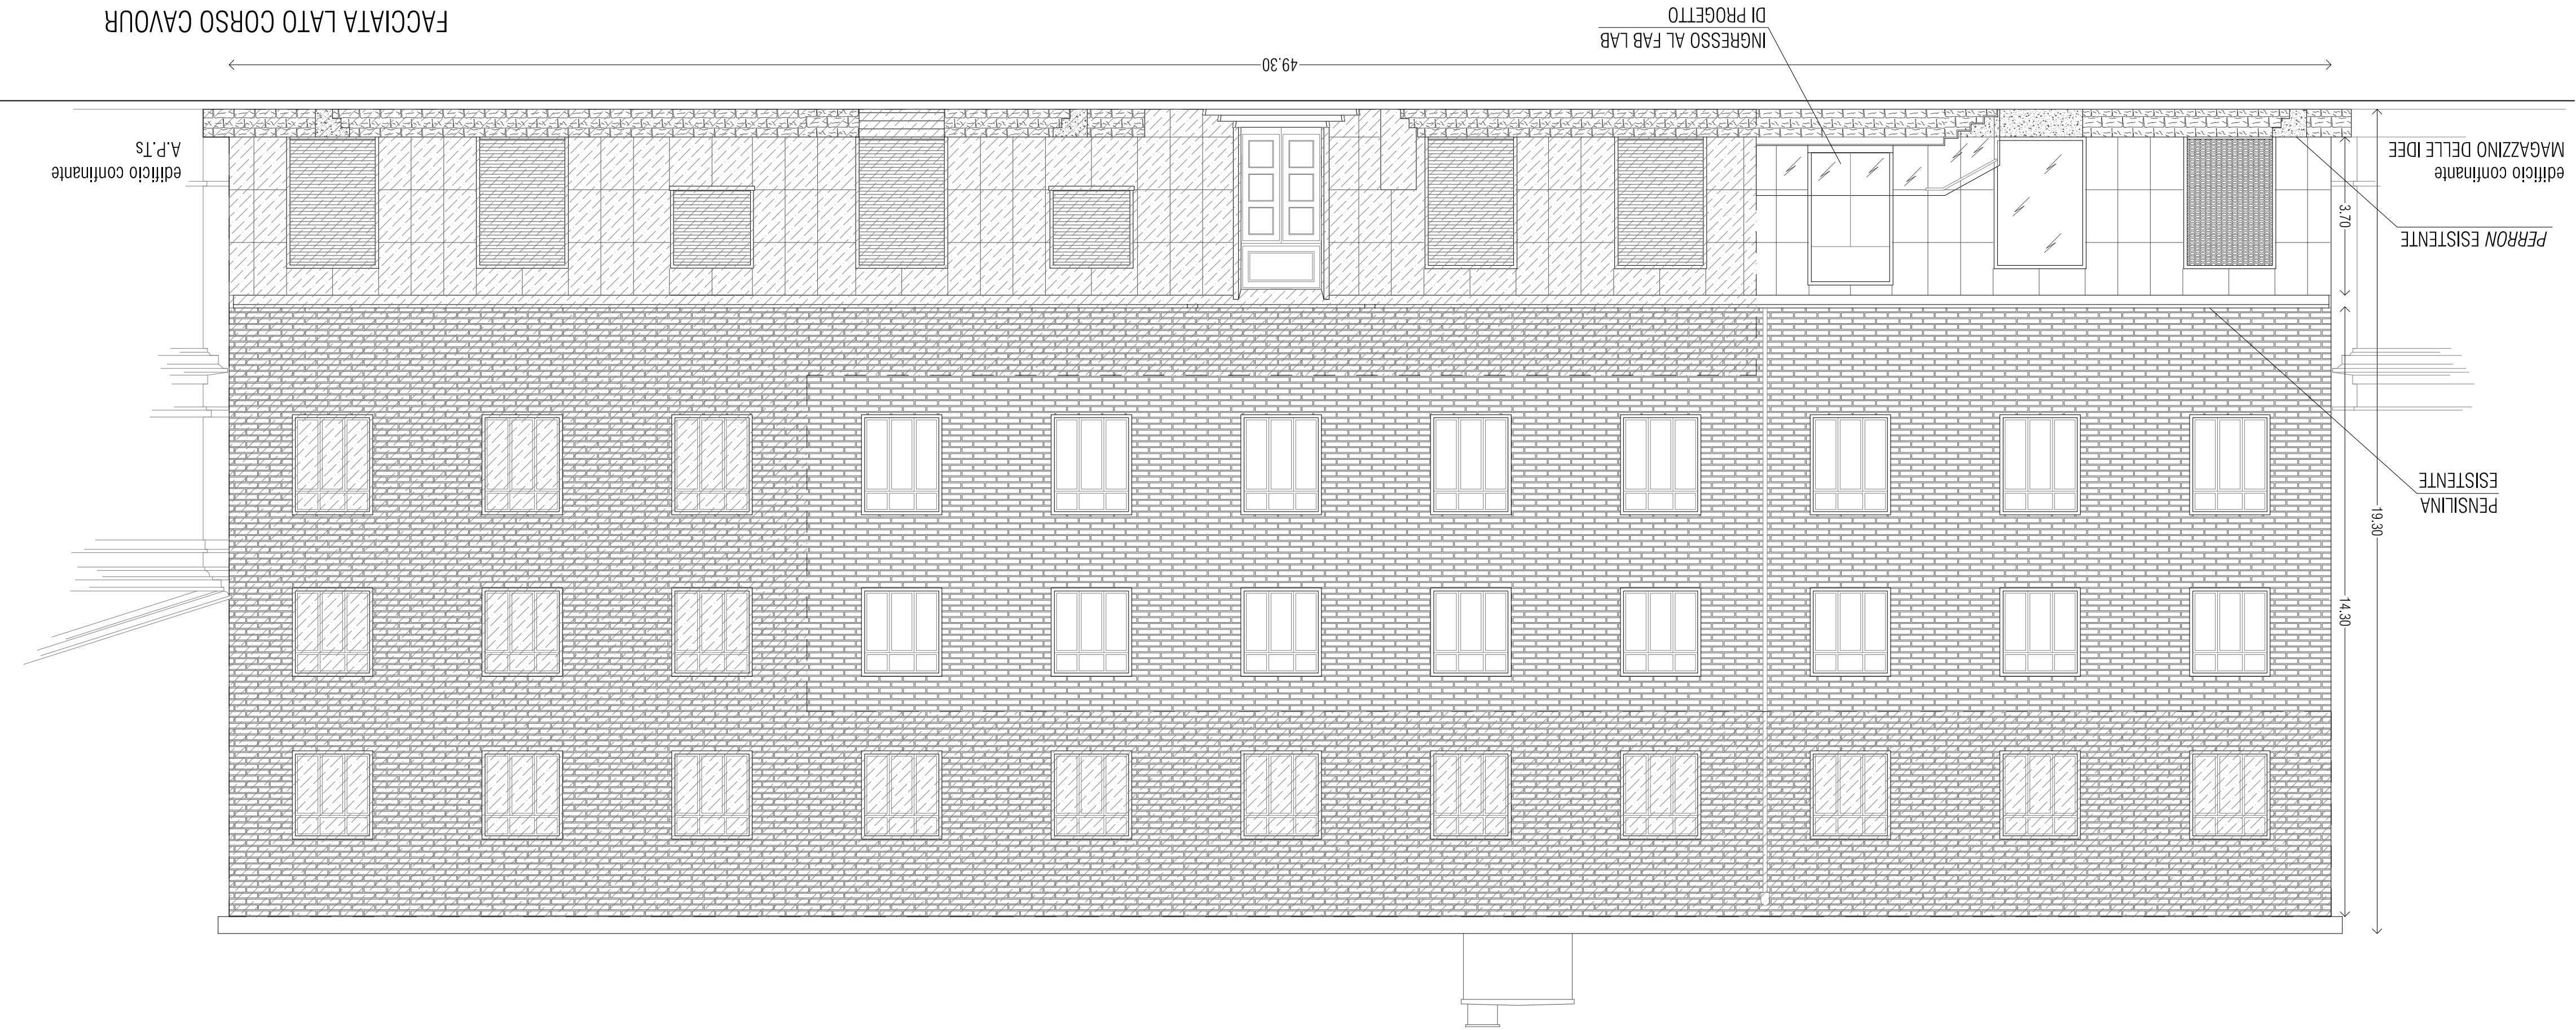 PENSILINA
ESISTENTE
PERRON ESISTENTE
edificio confinante
MAGAZZINO DELLE IDEE
edificio confinante
A.P.Ts
INGRESSO AL FAB LAB
DI PROGETTO
19.30
14.30
3.70
49.30
FACCIATA LATO CORSO CAVOUR